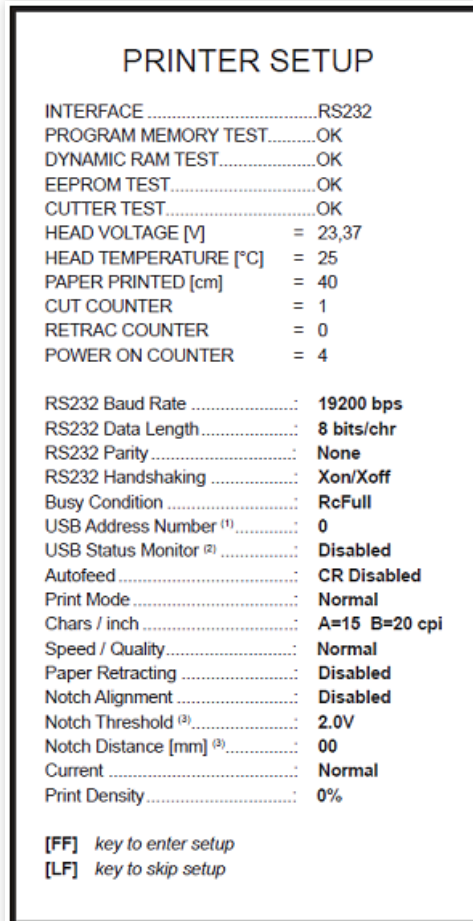 PRINTER SETUP
INTERFACE ...................................RS232
PROGRAM MEMORY TEST..........OK
DYNAMIC RAM TEST....................OK
EEPROM TEST..............................OK
CUTTER TEST...............................OK
HEAD VOLTAGE [V] = 23,37
HEAD TEMPERATURE [°C] = 25
PAPER PRINTED [cm] = 40
CUT COUNTER = 1
RETRAC COUNTER = 0
POWER ON COUNTER = 4
RS232 Baud Rate .....................: 19200 bps
RS232 Data Length...................: 8 bits/chr
RS232 Parity.............................: None
RS232 Handshaking .................: Xon/Xoff
Busy Condition ..........................: RcFull
USB Address Number (1)............: 0
USB Status Monitor (2) ...............: Disabled
Autofeed....................................: CR Disabled
Print Mode.................................: Normal
Chars / inch ...............................: A=15 B=20 cpi
Speed / Quality..........................: Normal
Paper Retracting .......................: Disabled
Notch Alignment ........................: Disabled
Notch Threshold (3).....................: 2.0V
Notch Distance [mm] (3)..............: 00
Current ......................................: Normal
Print Density..............................: 0%
[FF] key to enter setup
[LF] key to skip setup